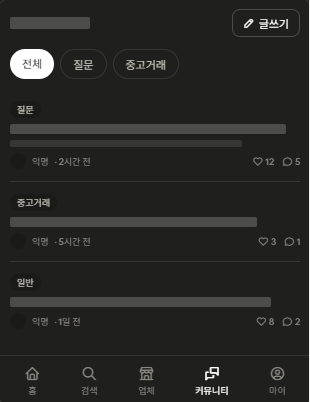 글쓰기
전체 질문 중고거래
질문
익명 · 2시간 전 12 5
중고거래
익명 · 5시간 전 3 1
일반
익명 · 1일 전 8 2
홈 검색 업체 커뮤니티 마이